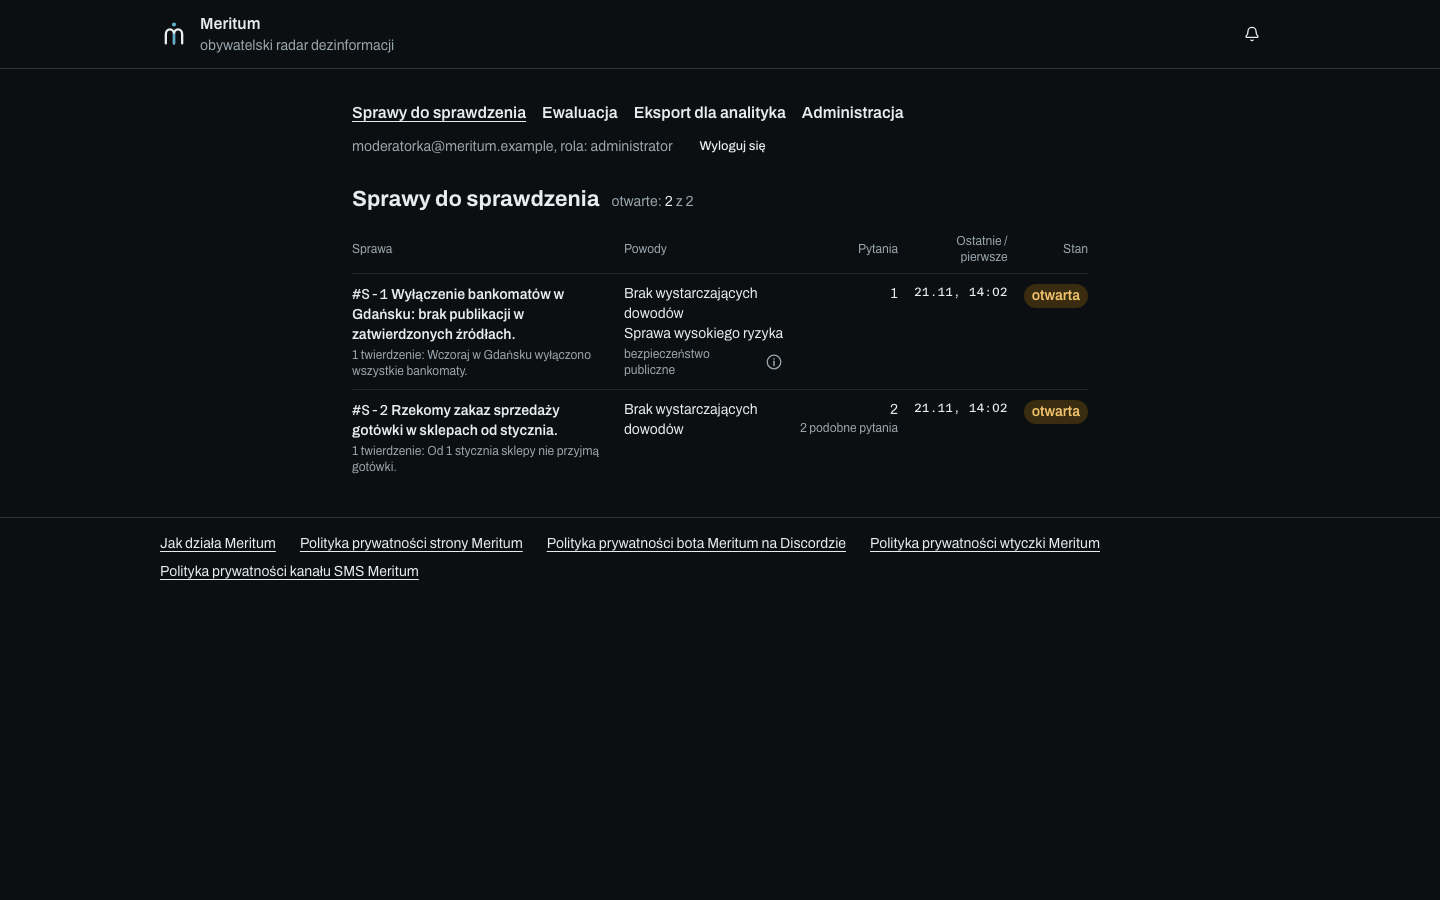 Meritum
obywatelski radar dezinformacji
Sprawy do sprawdzenia Ewaluacja Eksport dla analityka Administracja
moderatorka@meritum.example, rola: administrator Wyloguj się
Sprawy do sprawdzenia otwarte: 2 z 2
Sprawa Powody Pytania Ostatnie / pierwsze Stan
#S-1 Wyłączenie bankomatów w
Gdańsku: brak publikacji w
zatwierdzonych źródłach.
1 twierdzenie: Wczoraj w Gdańsku wyłączono
wszystkie bankomaty.
Brak wystarczających
dowodów
Sprawa wysokiego ryzyka
bezpieczeństwo
publiczne
1 21.11, 14:02 otwarta
#S-2 Rzekomy zakaz sprzedaży
gotówki w sklepach od stycznia.
1 twierdzenie: Od 1 stycznia sklepy nie przyjmą
gotówki.
Brak wystarczających
dowodów
2 21.11, 14:02 otwarta
2 podobne pytania
Jak działa Meritum Polityka prywatności strony Meritum Polityka prywatności bota Meritum na Discordzie Polityka prywatności wtyczki Meritum
Polityka prywatności kanału SMS Meritum